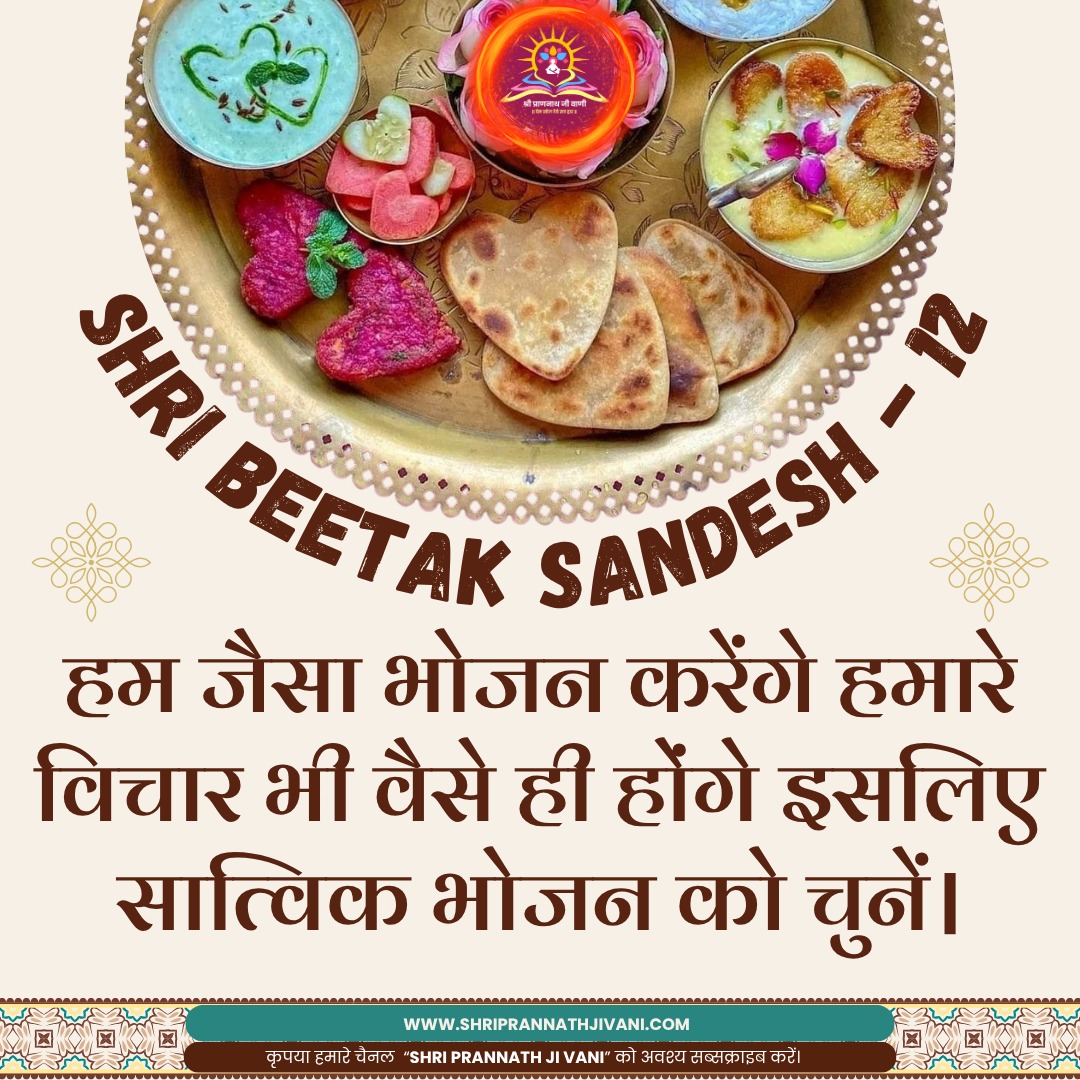 श्री प्राणनाथ जी वाणी
SHRI BEETAK SANDESH – 12
हम जैसा भोजन करेंगे हमारे
विचार भी वैसे ही होंगे इसलिए
सात्विक भोजन को चुनें।
WWW.SHRIPRANNATHJIVANI.COM
कृपया हमारे चैनल “SHRI PRANNATH JI VANI” को अवश्य सब्सक्राइब करें।